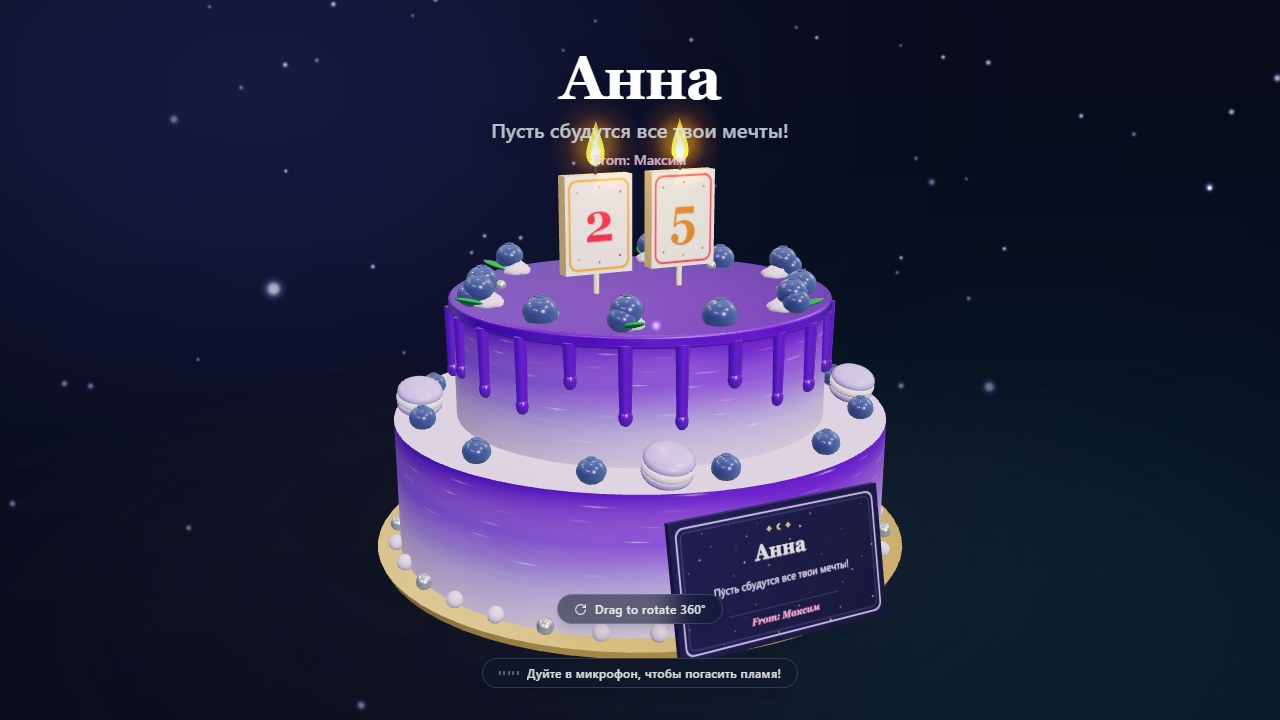 Анна
Пусть сбудутся все твои мечты!
From: Максим
2 5
Анна
Пусть сбудутся все твои мечты!
From: Максим
Drag to rotate 360°
Дуйте в микрофон, чтобы погасить пламя!